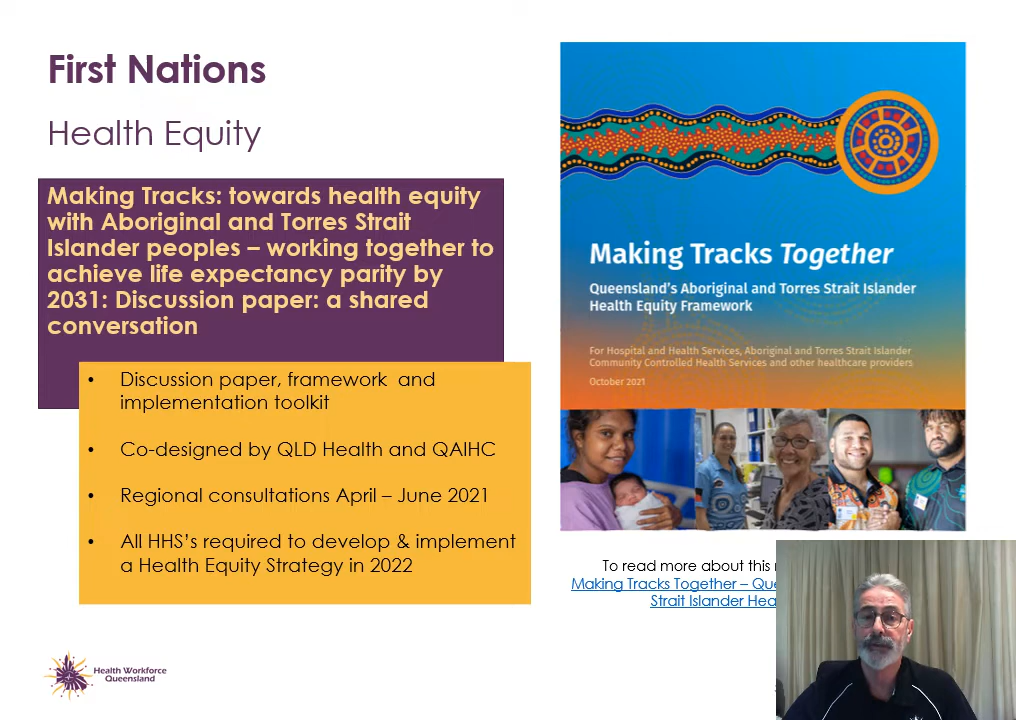 First Nations
Health Equity
Making Tracks: towards health equity
with Aboriginal and Torres Strait
Islander peoples – working together to
achieve life expectancy parity by
2031: Discussion paper: a shared
conversation
• Discussion paper, framework and
implementation toolkit
• Co-designed by QLD Health and QAIHC
• Regional consultations April – June 2021
• All HHS’s required to develop & implement
a Health Equity Strategy in 2022
Making Tracks Together
Queensland’s Aboriginal and Torres Strait Islander
Health Equity Framework
For Hospital and Health Services, Aboriginal and Torres Strait Islander
Community Controlled Health Services and other healthcare providers
October 2021
To read more about this
Making Tracks Together –
Strait Islander
Health Workforce
Queensland